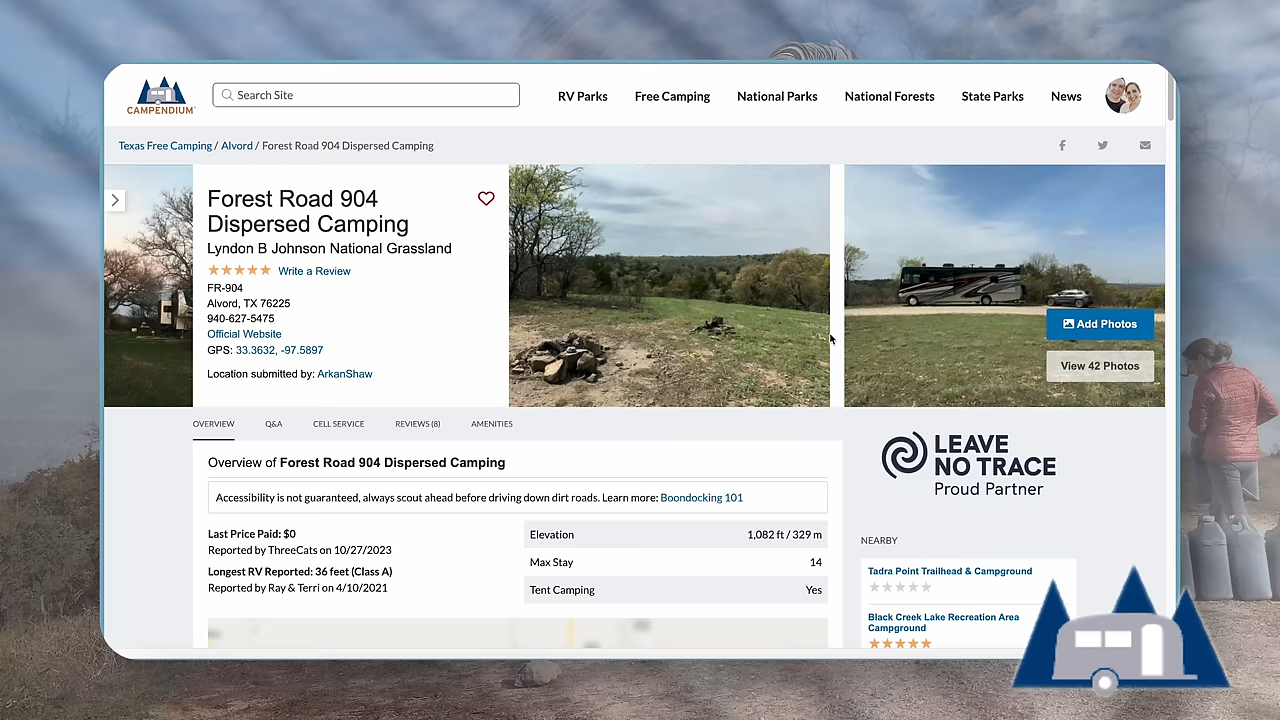 CAMPENDIUM
Search Site
RV Parks
Free Camping
National Parks
National Forests
State Parks
News
Texas Free Camping / Alvord / Forest Road 904 Dispersed Camping
Forest Road 904
Dispersed Camping
Lyndon B Johnson National Grassland
Write a Review
FR-904
Alvord, TX 76225
940-627-5475
Official Website
GPS: 33.3632, -97.5897
Location submitted by: ArkanShaw
Add Photos
View 42 Photos
OVERVIEW
Q&A
CELL SERVICE
REVIEWS (8)
AMENITIES
Overview of Forest Road 904 Dispersed Camping
Accessibility is not guaranteed, always scout ahead before driving down dirt roads. Learn more: Boondocking 101
Last Price Paid: $0
Reported by ThreeCats on 10/27/2023
Longest RV Reported: 36 feet (Class A)
Reported by Ray & Terri on 4/10/2021
Elevation 1,082 ft / 329 m
Max Stay 14
Tent Camping Yes
LEAVE
NO TRACE
Proud Partner
NEARBY
Tadra Point Trailhead & Campground
Black Creek Lake Recreation Area
Campground